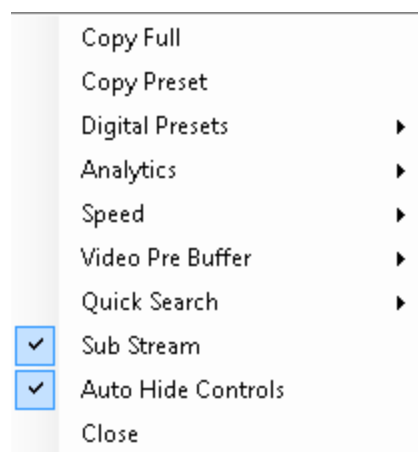 Copy Full
Copy Preset
Digital Presets
Analytics
Speed
Video Pre Buffer
Quick Search
Sub Stream
Auto Hide Controls
Close